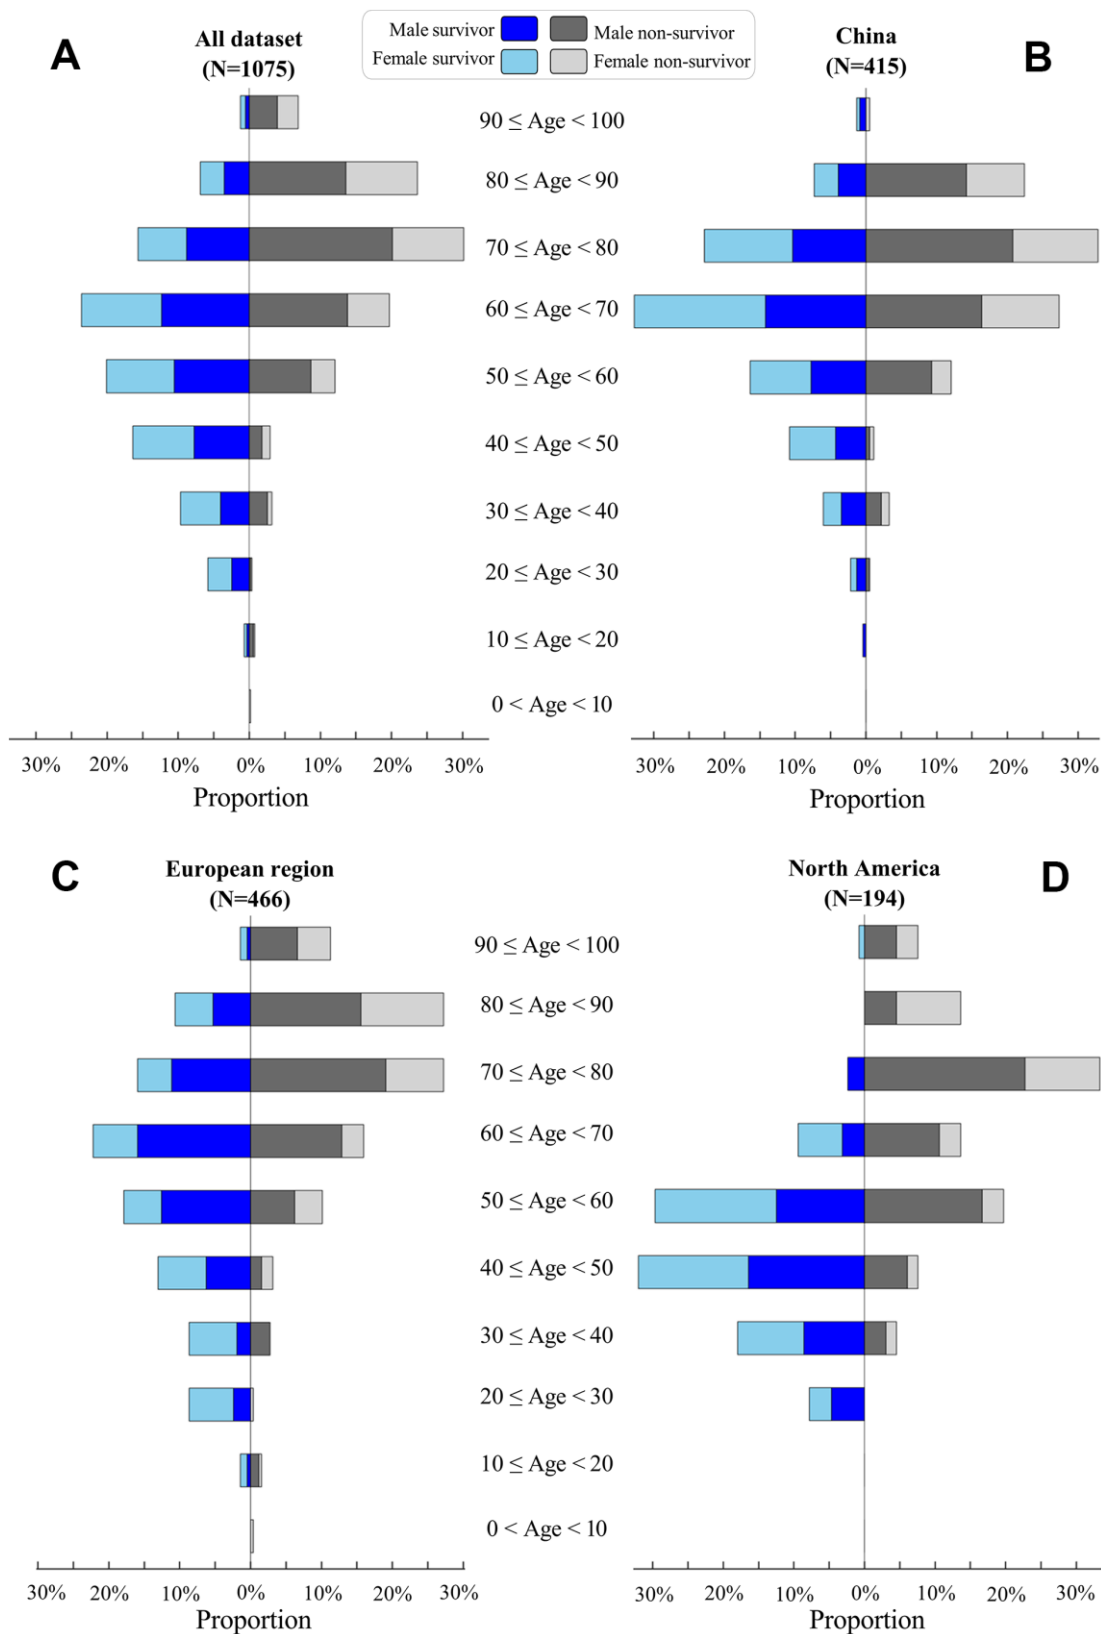 Male survivor
Male non-survivor
Female survivor
Female non-survivor
A
All dataset
(N=1075)
China
(N=415)
B
90 ≤ Age < 100
80 ≤ Age < 90
70 ≤ Age < 80
60 ≤ Age < 70
50 ≤ Age < 60
40 ≤ Age < 50
30 ≤ Age < 40
20 ≤ Age < 30
10 ≤ Age < 20
0 < Age < 10
30% 20% 10% 0% 10% 20% 30%
Proportion
30% 20% 10% 0% 10% 20% 30%
Proportion
C
European region
(N=466)
North America
(N=194)
D
90 ≤ Age < 100
80 ≤ Age < 90
70 ≤ Age < 80
60 ≤ Age < 70
50 ≤ Age < 60
40 ≤ Age < 50
30 ≤ Age < 40
20 ≤ Age < 30
10 ≤ Age < 20
0 < Age < 10
30% 20% 10% 0% 10% 20% 30%
Proportion
30% 20% 10% 0% 10% 20% 30%
Proportion